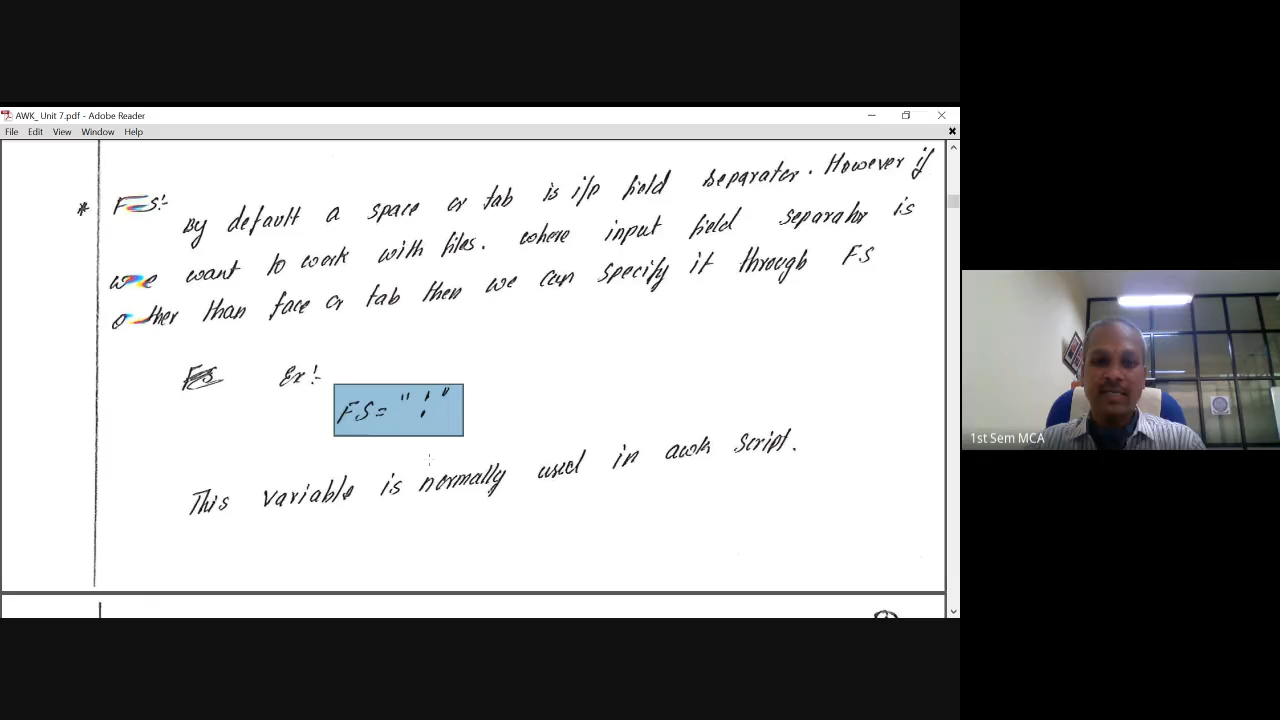 AWK_ Unit 7.pdf - Adobe Reader
File Edit View Window Help
* FS:-
By default a space or tab is i/p field separator. However if
we want to work with files. where input field separator is
other than face or tab then we can specify it through FS
FS Ex:-
FS= ":"
This variable is normally used in awk script.
1st Sem MCA